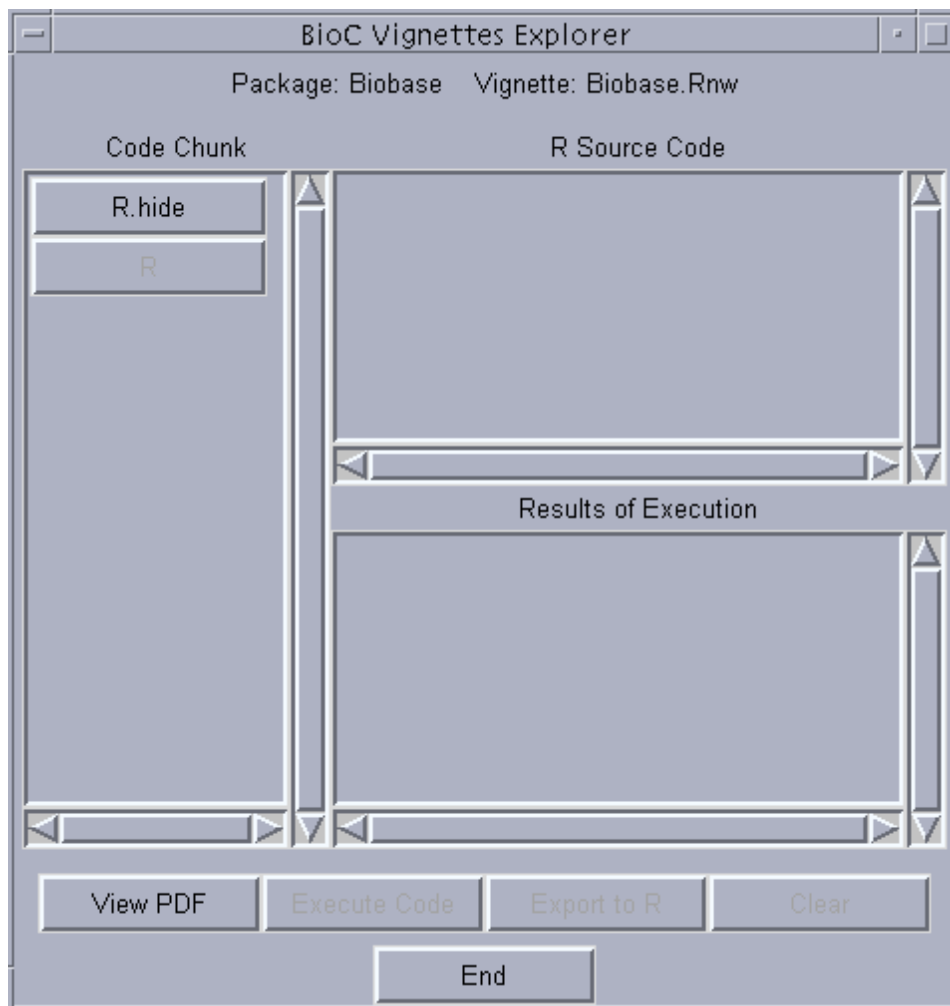 BioC Vignettes Explorer
Package: Biobase Vignette: Biobase.Rnw
Code Chunk
R Source Code
R.hide
R
Results of Execution
View PDF Execute Code Export to R Clear
End